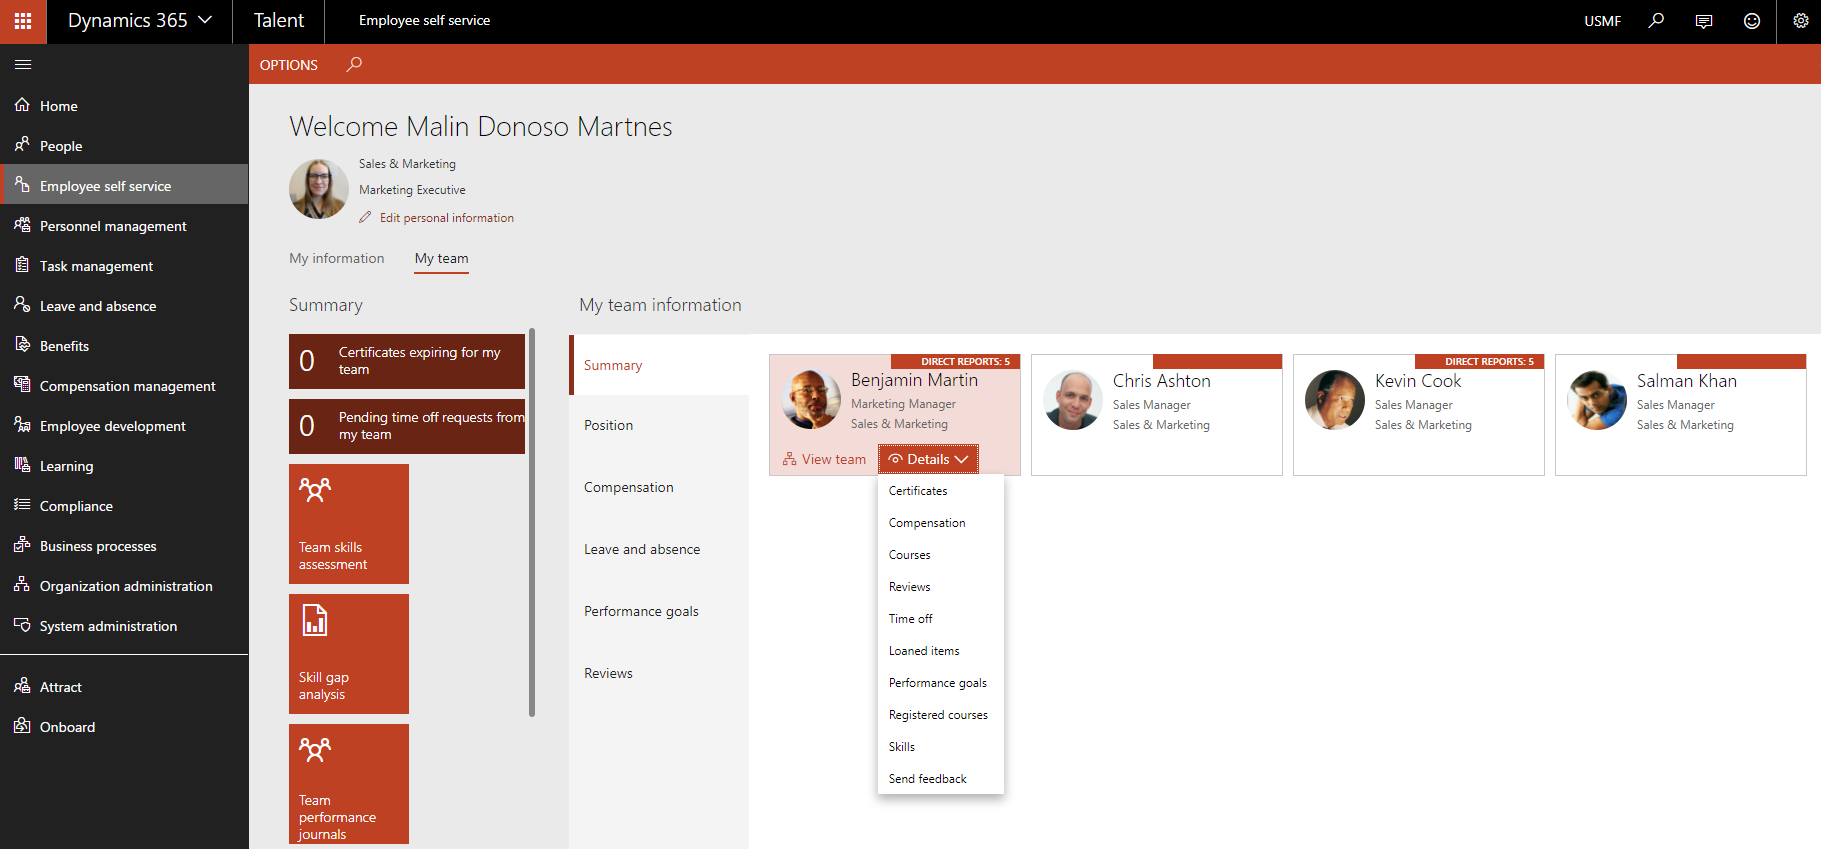 Dynamics 365
Talent
Employee self service
USMF
OPTIONS
Home
People
Employee self service
Personnel management
Task management
Leave and absence
Benefits
Compensation management
Employee development
Learning
Compliance
Business processes
Organization administration
System administration
Attract
Onboard
Welcome Malin Donoso Martnes
Sales & Marketing
Marketing Executive
Edit personal information
My information
My team
Summary
0
Certificates expiring for my
team
0
Pending time off requests from
my team
Team skills
assessment
Skill gap
analysis
Team
performance
journals
My team information
Summary
Position
Compensation
Leave and absence
Performance goals
Reviews
DIRECT REPORTS: 5
Benjamin Martin
Marketing Manager
Sales & Marketing
View team
Details
Certificates
Compensation
Courses
Reviews
Time off
Loaned items
Performance goals
Registered courses
Skills
Send feedback
Chris Ashton
Sales Manager
Sales & Marketing
DIRECT REPORTS: 5
Kevin Cook
Sales Manager
Sales & Marketing
Salman Khan
Sales Manager
Sales & Marketing